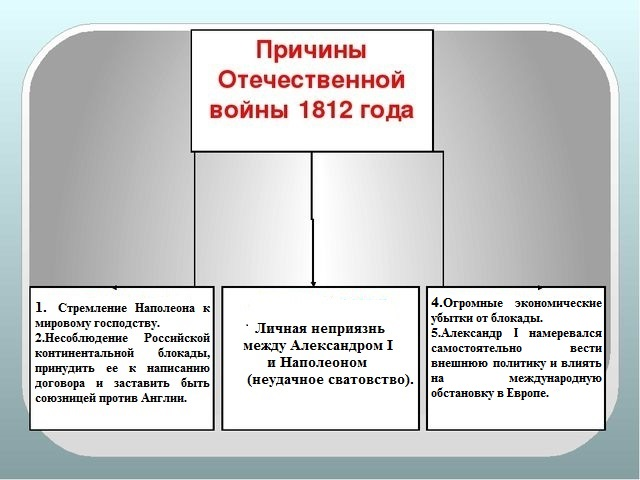 Причины
Отечественной
войны 1812 года
1. Стремление Наполеона к
мировому господству.
2.Несоблюдение Российской
континентальной блокады,
принудить ее к написанию
договора и заставить быть
союзницей против Англии.
Личная неприязнь
между Александром I
и Наполеоном
(неудачное сватовство).
4.Огромные экономические
убытки от блокады.
5.Александр I намеревался
самостоятельно вести
внешнюю политику и влиять
на международную
обстановку в Европе.